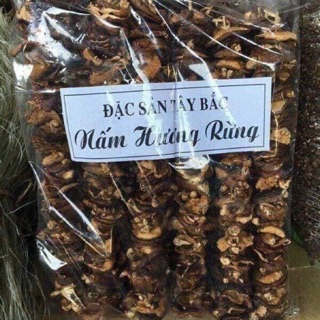 ĐẶC SẢN TÂY BẮC
Nấm Hương Rừng